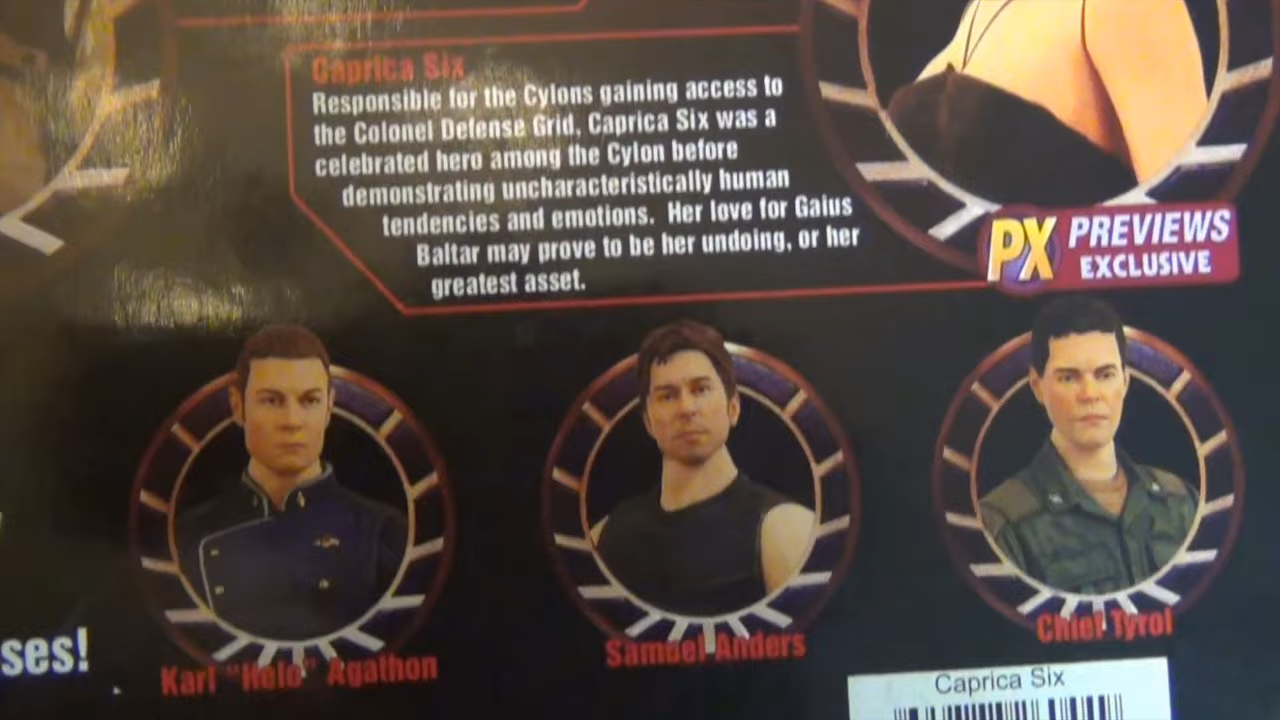 Caprica Six
Responsible for the Cylons gaining access to
the Colonel Defense Grid, Caprica Six was a
celebrated hero among the Cylon before
demonstrating uncharacteristically human
tendencies and emotions. Her love for Gaius
Baltar may prove to be her undoing, or her
greatest asset.
PX PREVIEWS
EXCLUSIVE
ses!
Karl "Helo" Agathon
Samuel Anders
Chief Tyrol
Caprica Six